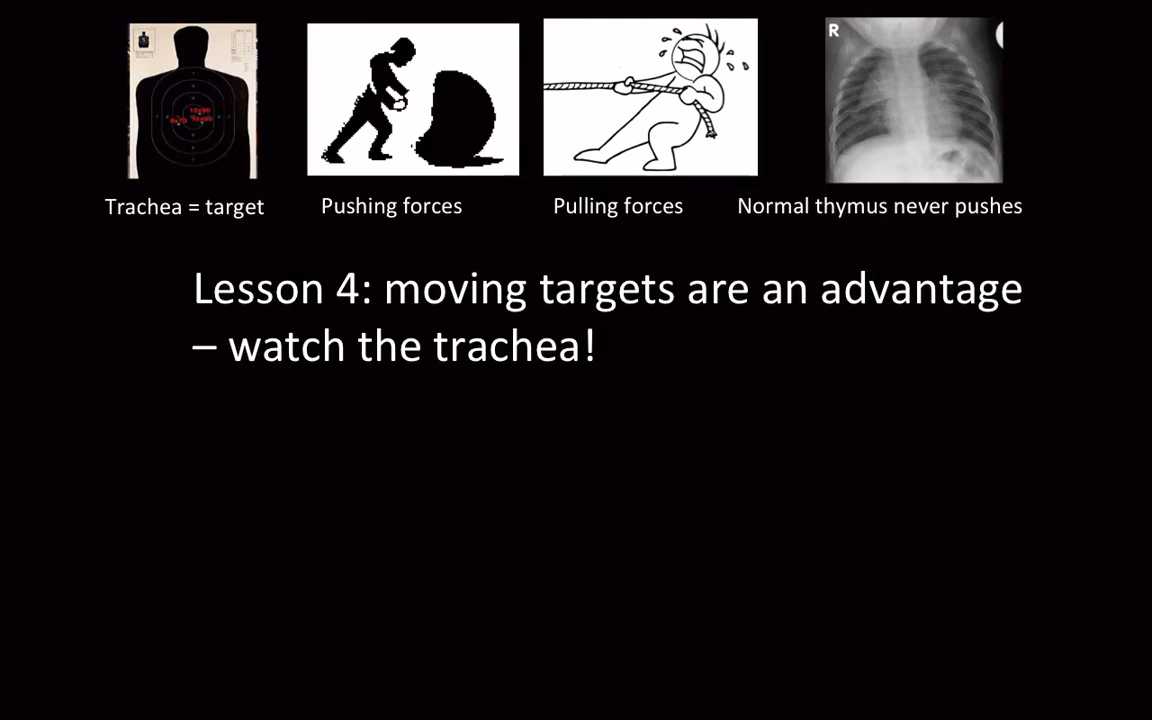 R
Trachea = target
Pushing forces
Pulling forces
Normal thymus never pushes
Lesson 4: moving targets are an advantage
– watch the trachea!